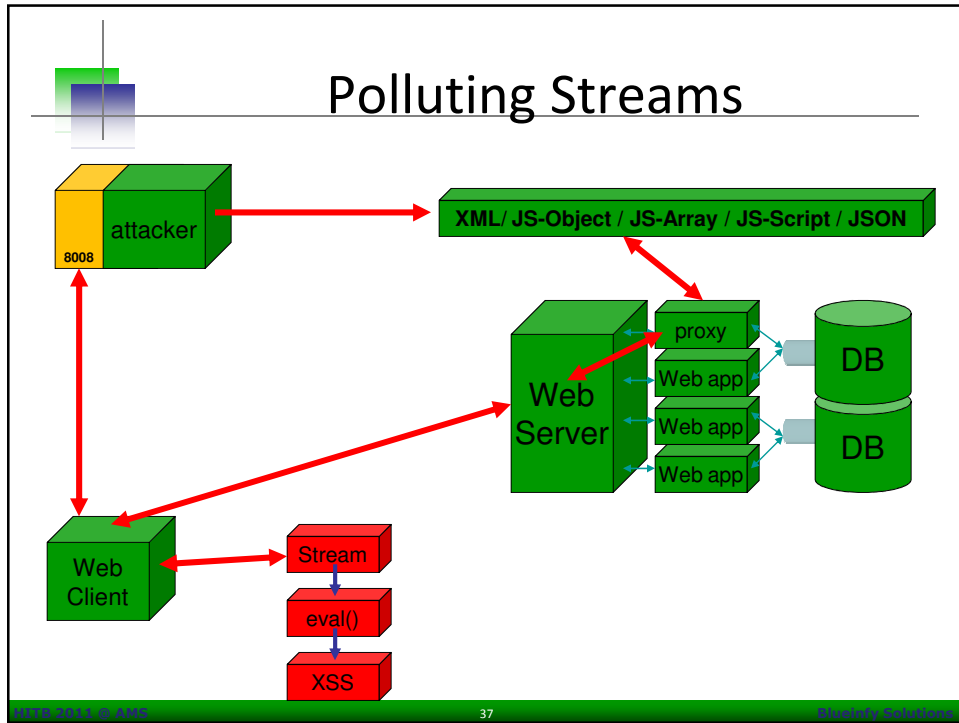 Polluting Streams
attacker
8008
XML/ JS-Object / JS-Array / JS-Script / JSON
proxy
Web app
Web app
Web app
Web
Server
DB
DB
Web
Client
Stream
eval()
XSS
HITB 2011 @ AMS
37
Blueinfy Solutions